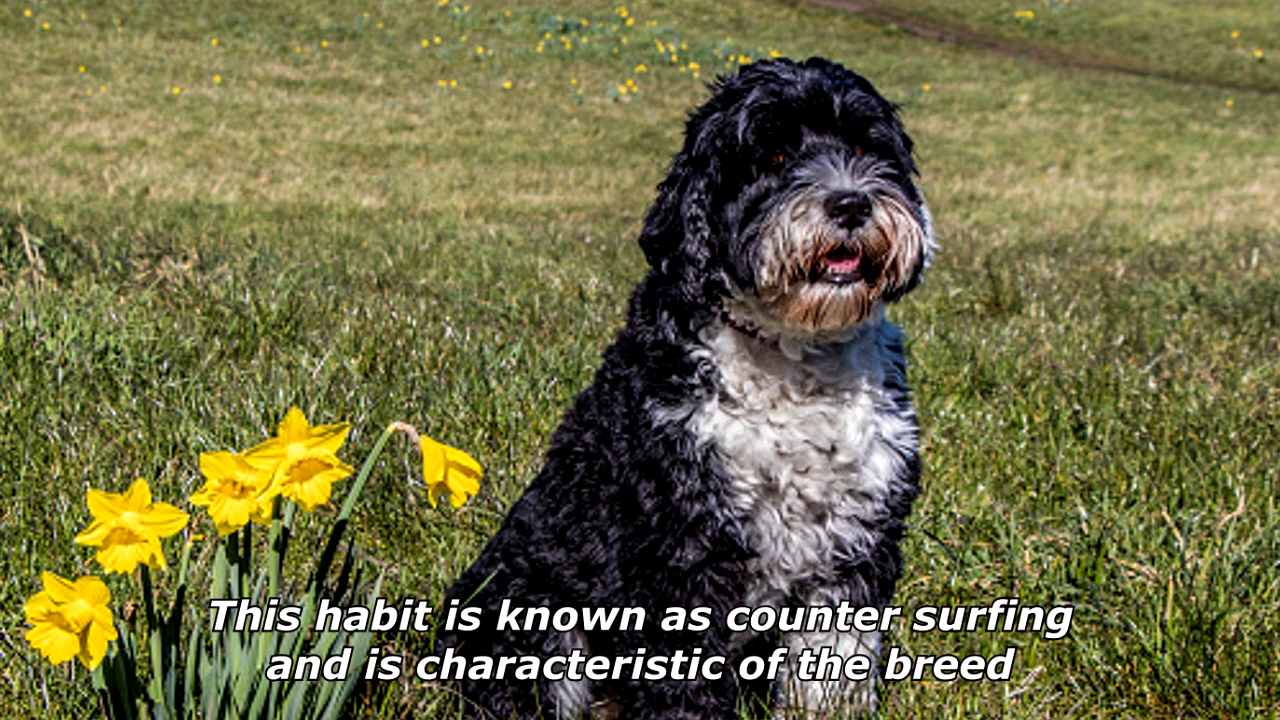 This habit is known as counter surfing
and is characteristic of the breed